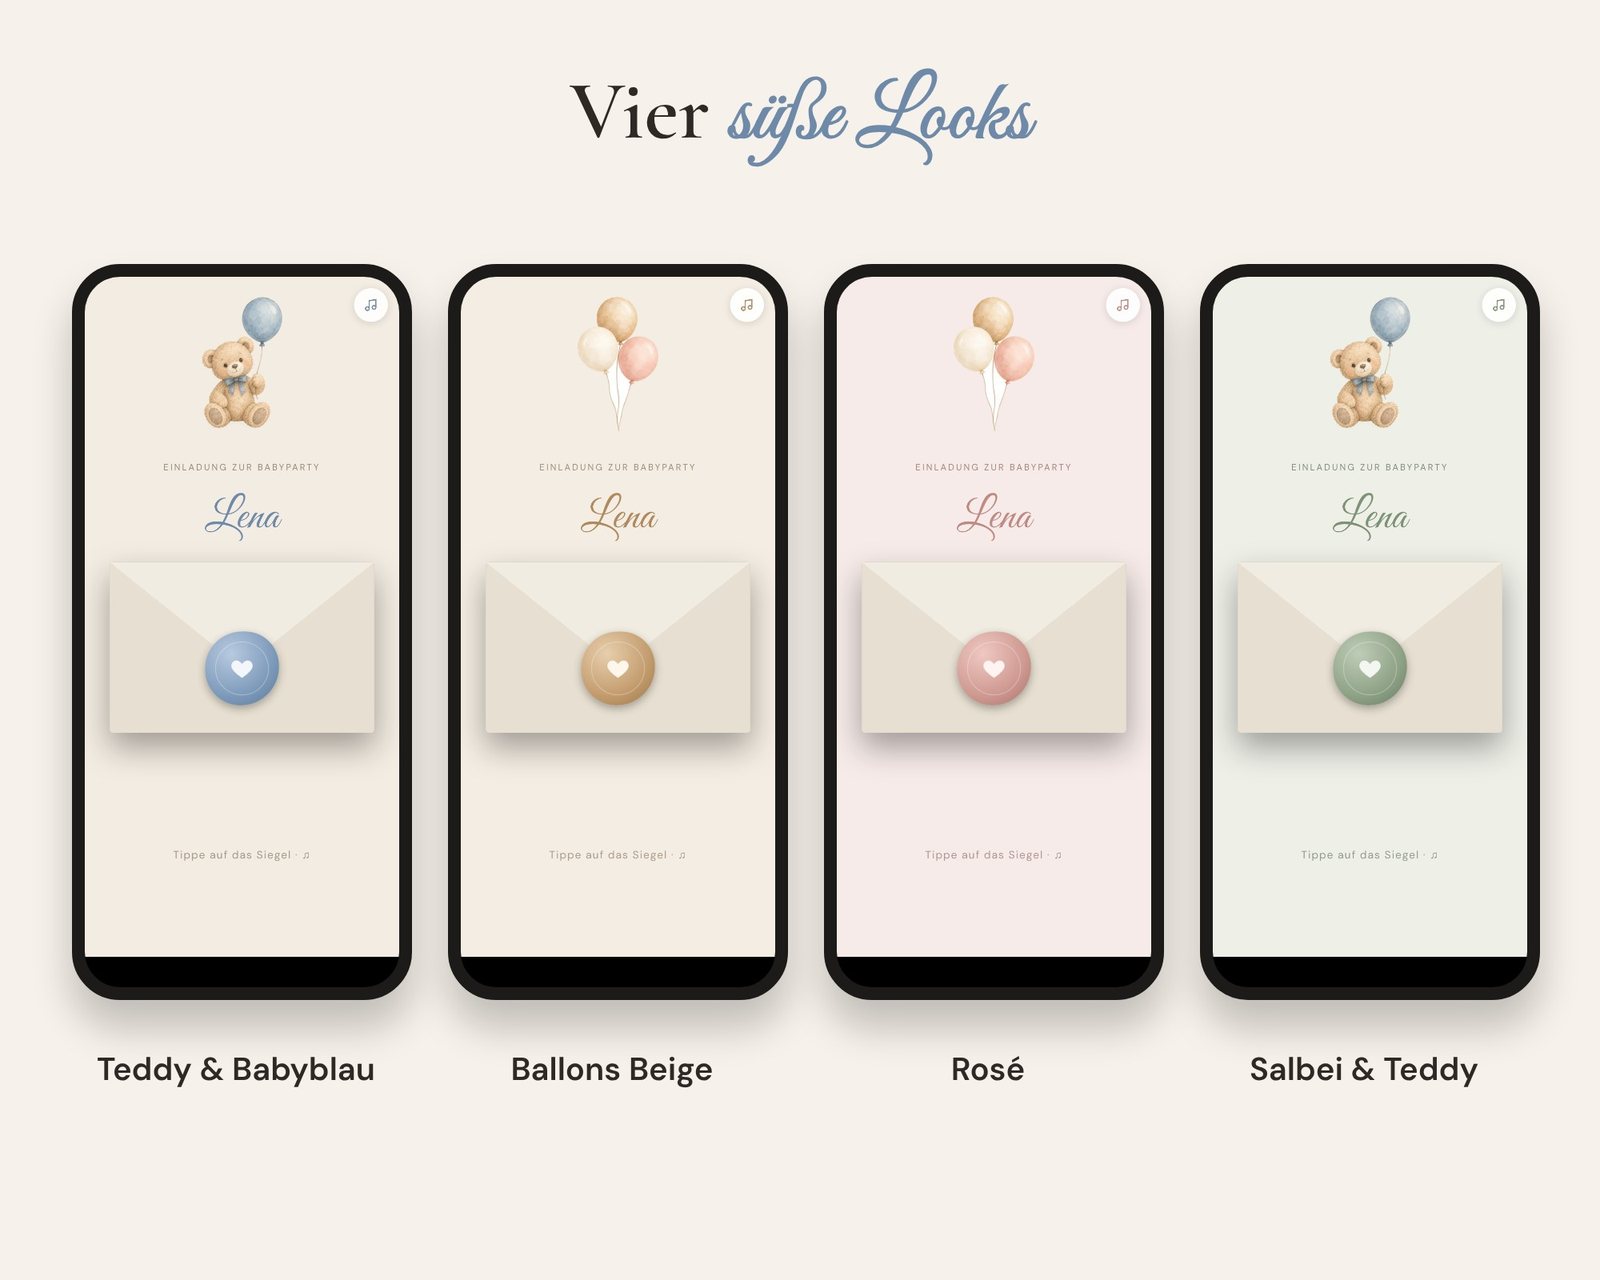 Vier süße Looks
EINLADUNG ZUR BABYPARTY
Lena
Tippe auf das Siegel · ♫
Teddy & Babyblau
EINLADUNG ZUR BABYPARTY
Lena
Tippe auf das Siegel · ♫
Ballons Beige
EINLADUNG ZUR BABYPARTY
Lena
Tippe auf das Siegel · ♫
Rosé
EINLADUNG ZUR BABYPARTY
Lena
Tippe auf das Siegel · ♫
Salbei & Teddy